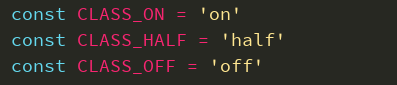 const CLASS_ON = 'on'
const CLASS_HALF = 'half'
const CLASS_OFF = 'off'